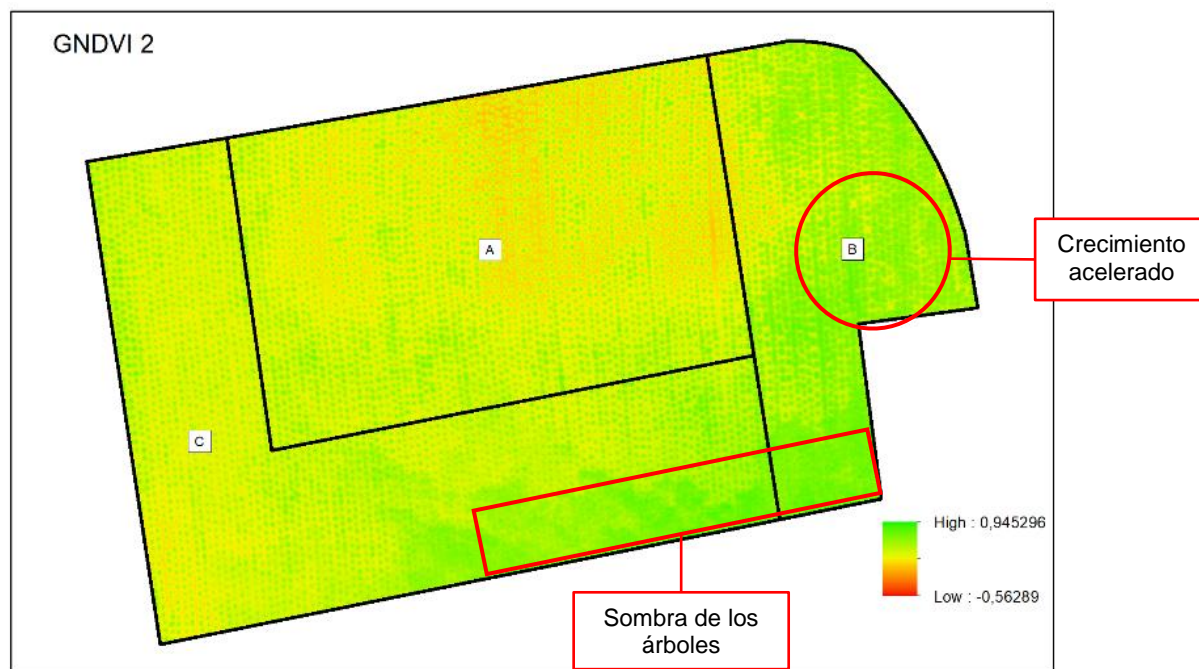 GNDVI 2
A
B
Crecimiento
acelerado
C
High : 0,945296
Low : -0,56289
Sombra de los
árboles